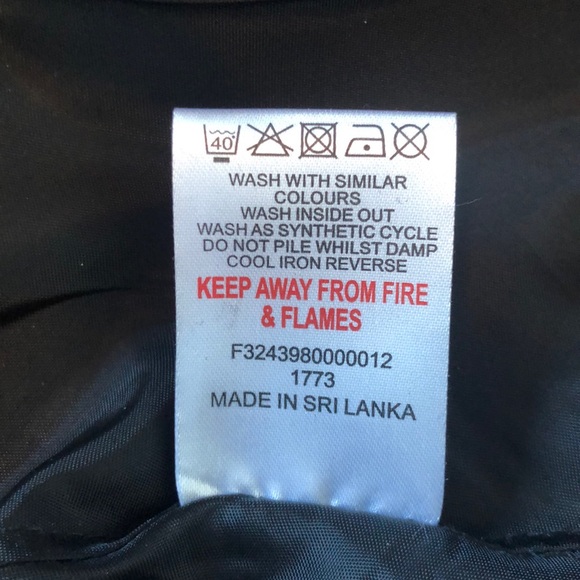 40
WASH WITH SIMILAR
COLOURS
WASH INSIDE OUT
WASH AS SYNTHETIC CYCLE
DO NOT PILE WHILST DAMP
COOL IRON REVERSE
KEEP AWAY FROM FIRE
& FLAMES
F3243980000012
1773
MADE IN SRI LANKA